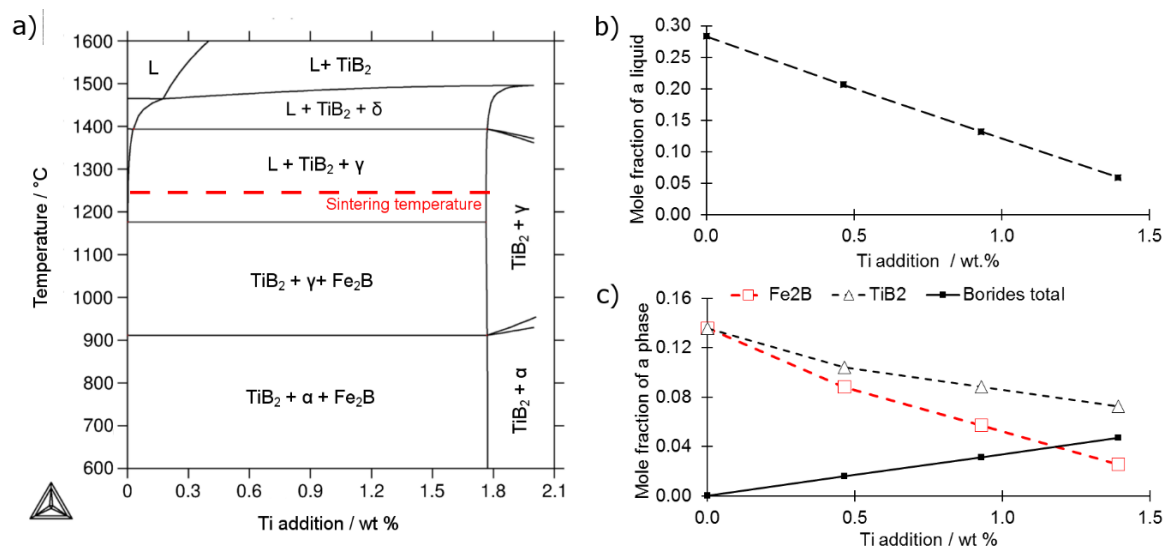 a)
1600
1500
1400
1300
1200
1100
1000
900
800
700
600
Temperature / °C
L
L+ TiB₂
L + TiB₂ + δ
L + TiB₂ + γ
Sintering temperature
TiB₂ + γ+ Fe₂B
TiB₂ + γ
TiB₂ + α + Fe₂B
TiB₂ + α
0 0.3 0.6 0.9 1.2 1.5 1.8 2.1
Ti addition / wt %
b)
0.30
0.25
0.20
0.15
0.10
0.05
0.00
Mole fraction of a liquid
0.0 0.5 1.0 1.5
Ti addition / wt.%
c)
Fe2B TiB2 Borides total
0.16
0.12
0.08
0.04
0.00
Mole fraction of a phase
0.0 0.5 1.0 1.5
Ti addition / wt %